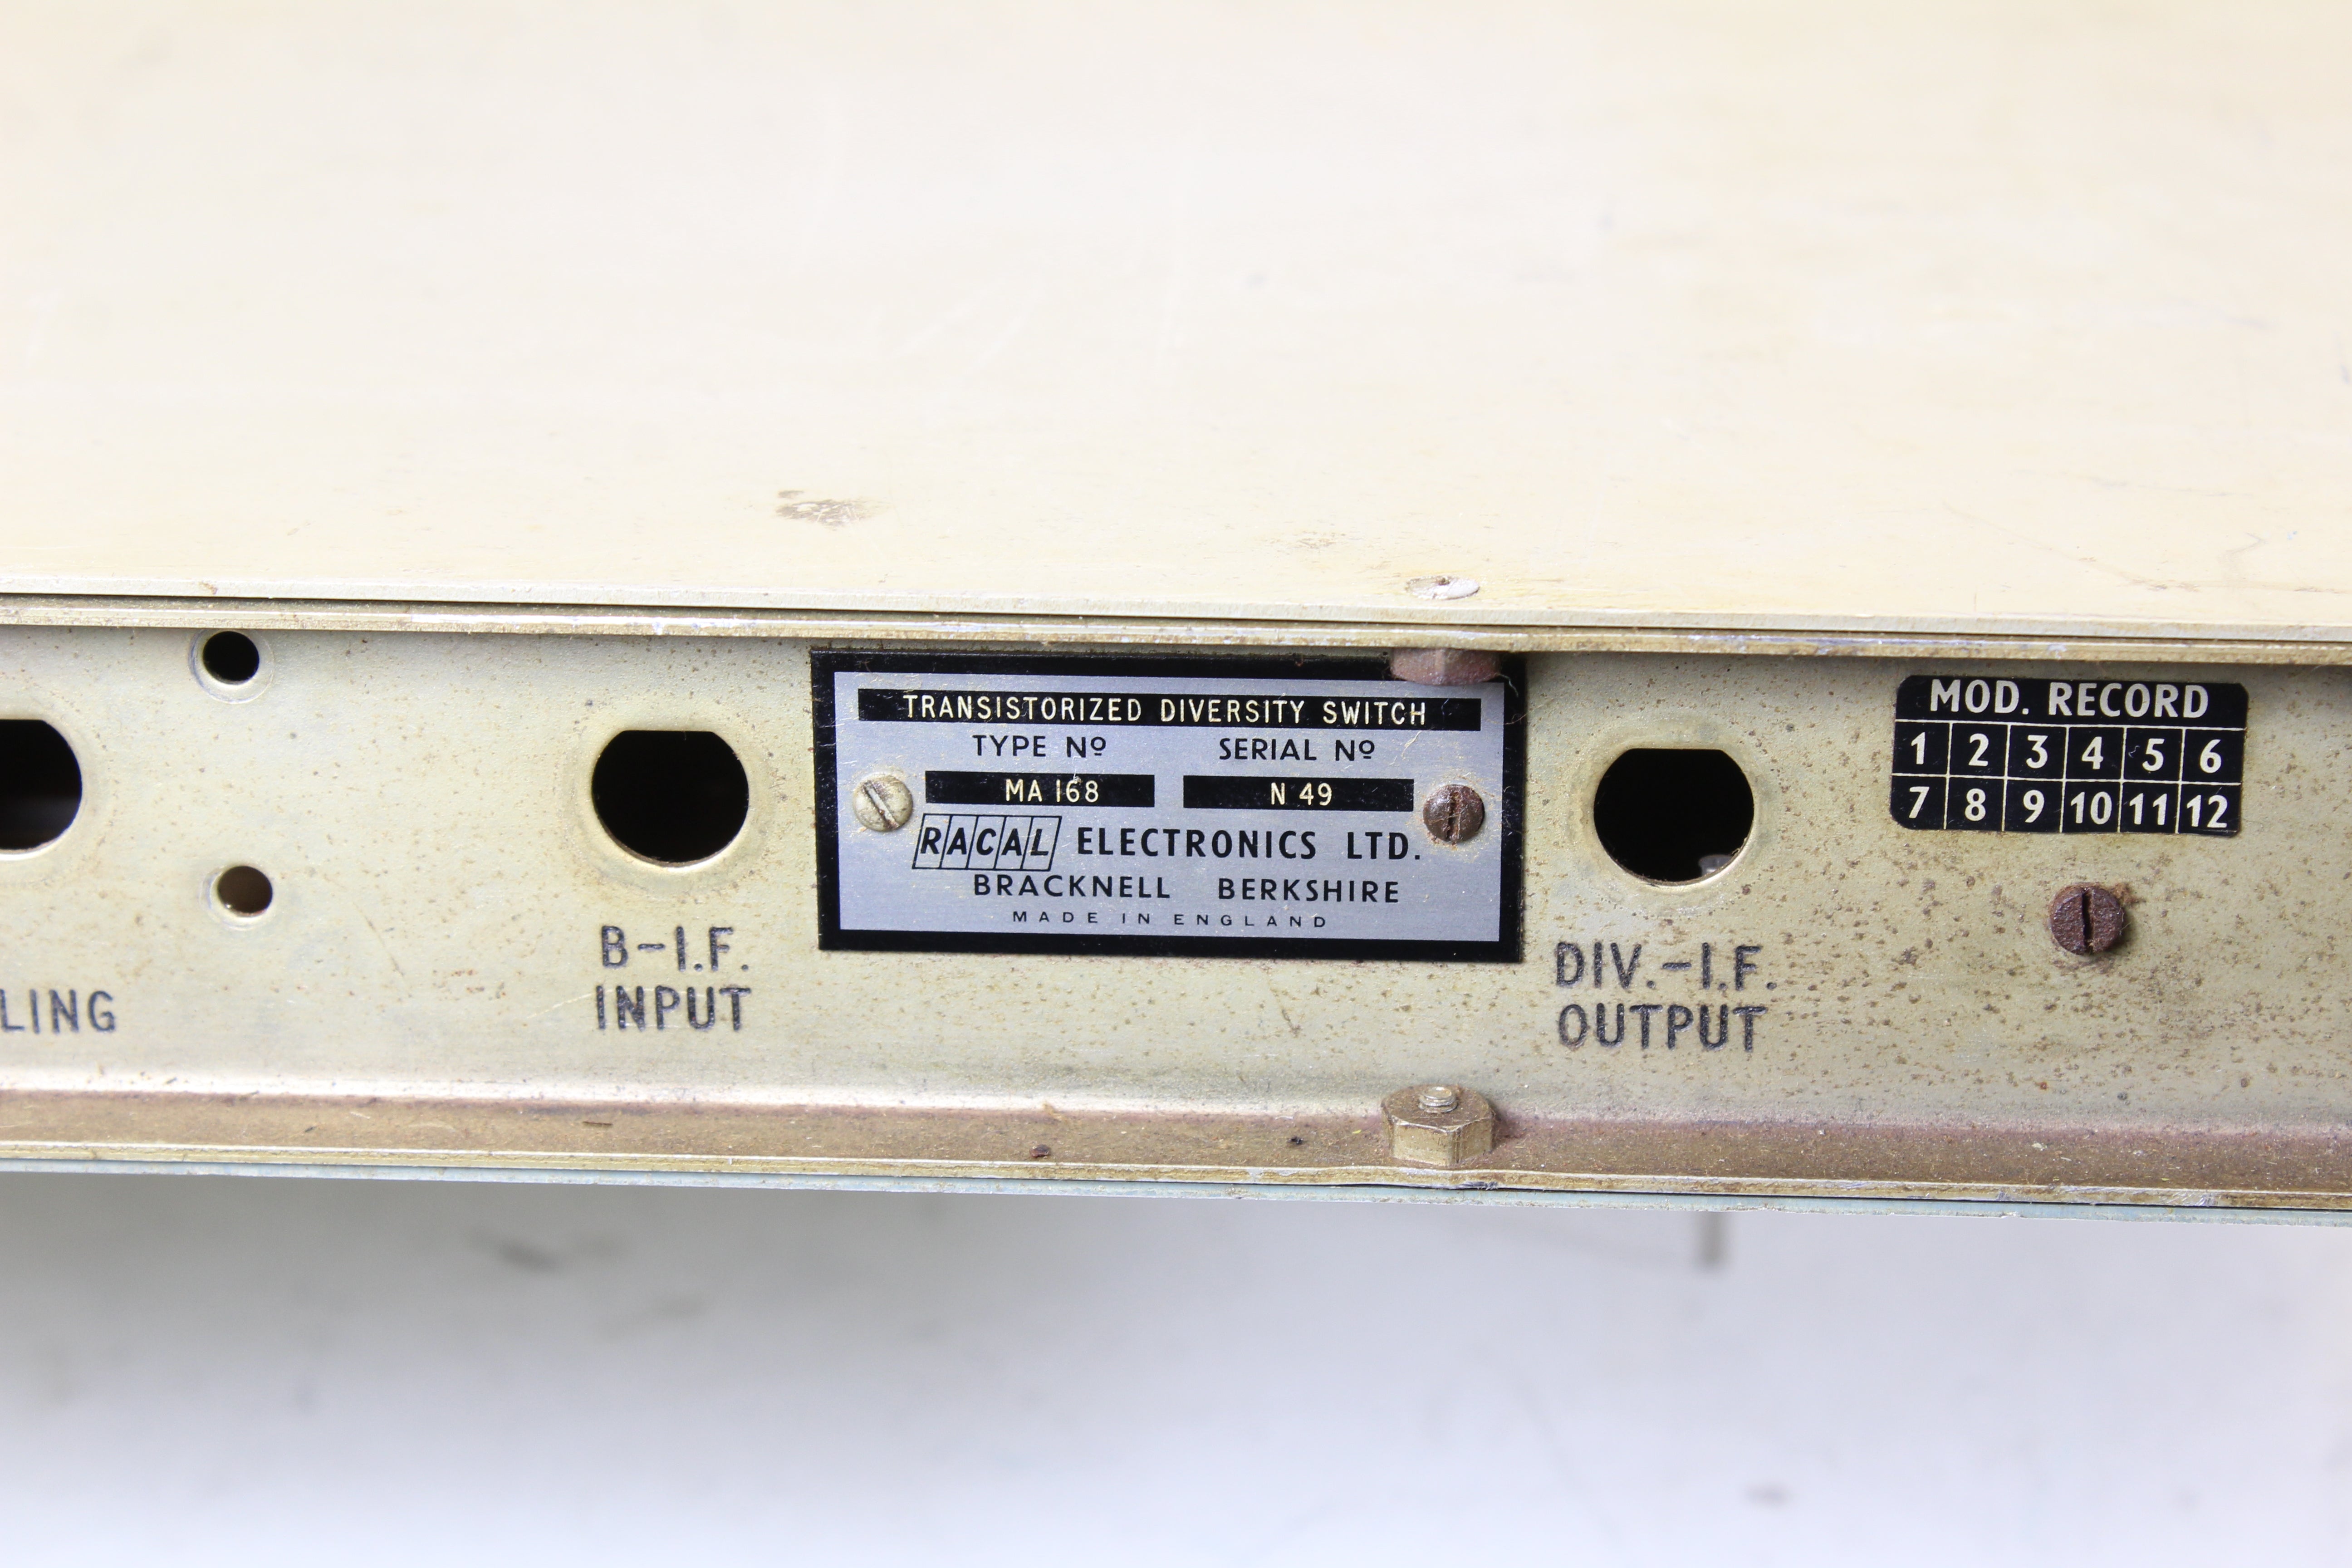 TRANSISTORIZED DIVERSITY SWITCH
TYPE Nº SERIAL Nº
MA 168 N 49
RACAL ELECTRONICS LTD.
BRACKNELL BERKSHIRE
MADE IN ENGLAND
LING
B-I.F.
INPUT
DIV.-I.F.
OUTPUT
MOD. RECORD
1 2 3 4 5 6
7 8 9 10 11 12